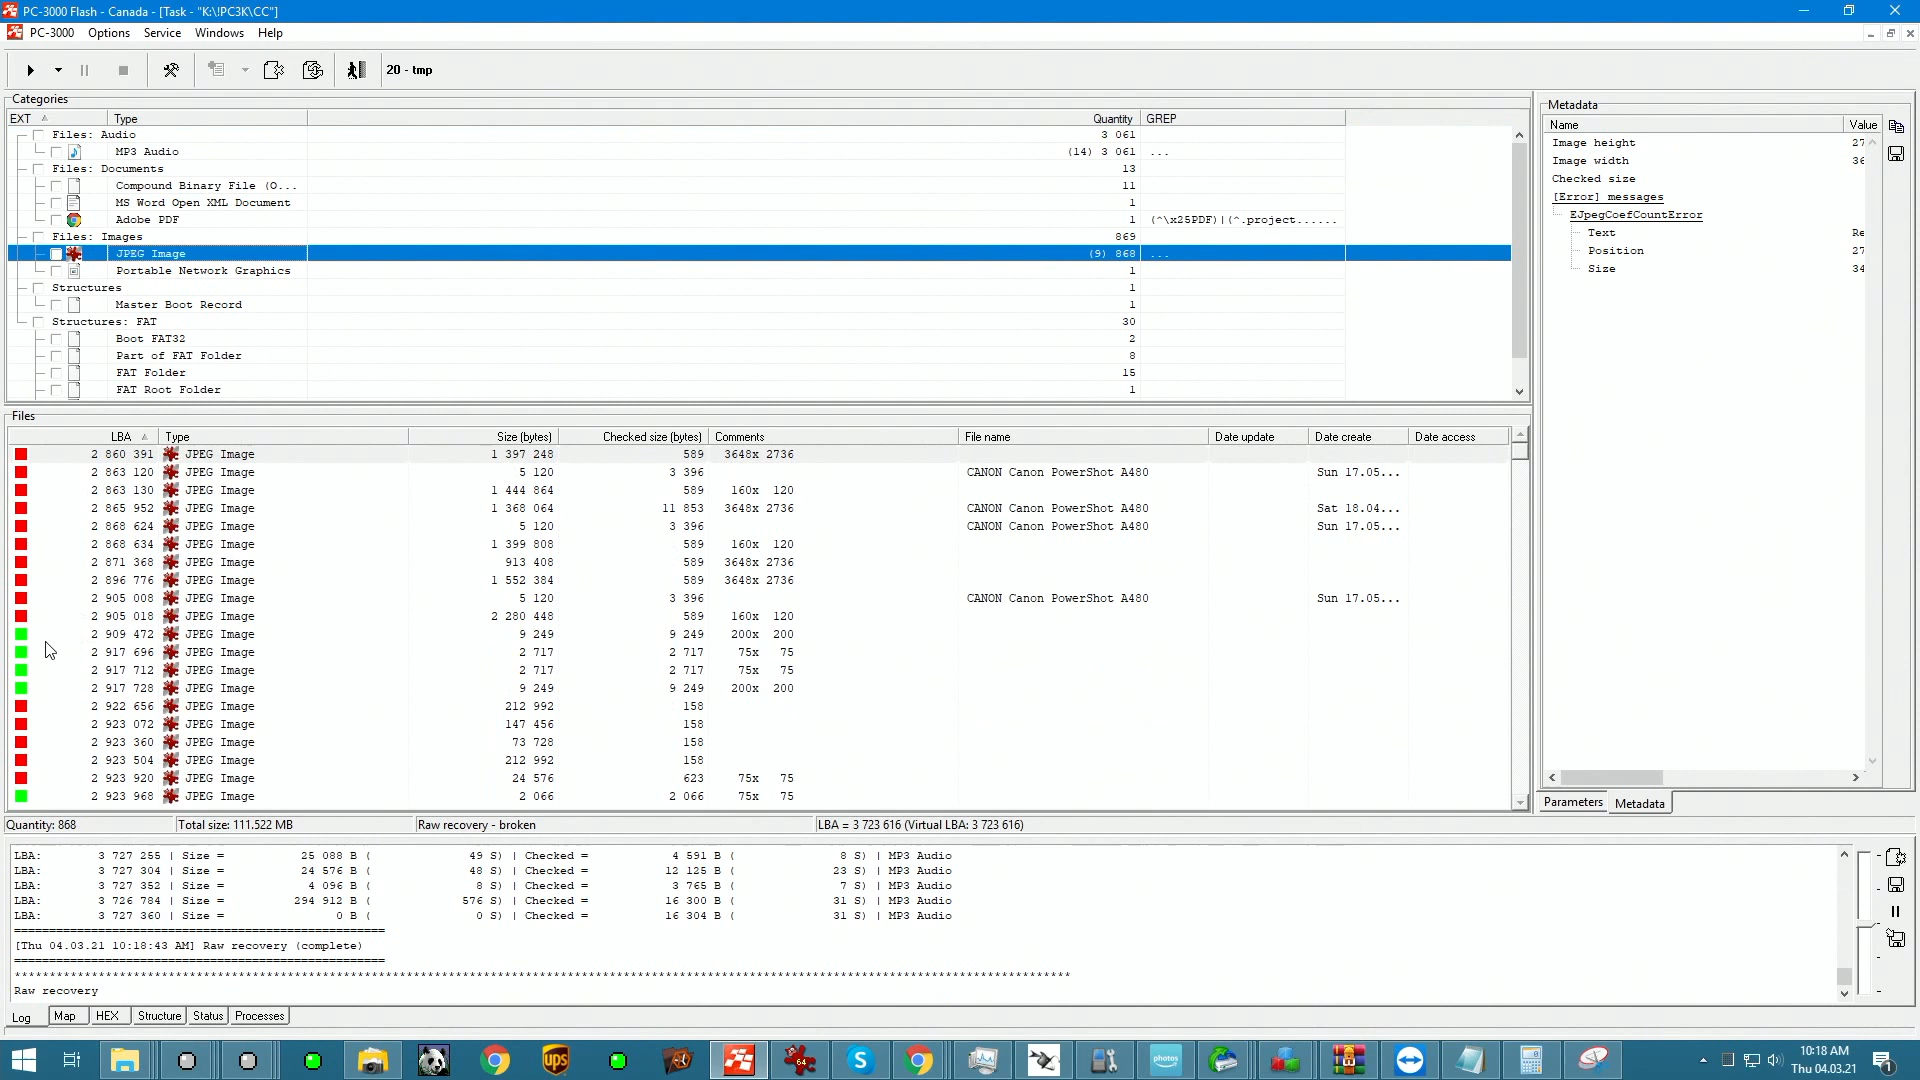 PC-3000 Flash - Canada - [Task - "K:\!PC3K\CC"]
PC-3000 Options Service Windows Help
20 - tmp
Categories
EXT Type Quantity GREP
Files: Audio 3 061
MP3 Audio (14) 3 061 ...
Files: Documents 13
Compound Binary File (O... 11
MS Word Open XML Document 1
Adobe PDF 1 (^\x25PDF)|(^.project......
Files: Images 869
JPEG Image (9) 868 ...
Portable Network Graphics 1
Structures 1
Master Boot Record 1
Structures: FAT 30
Boot FAT32 2
Part of FAT Folder 8
FAT Folder 15
FAT Root Folder 1
Metadata
Name Value
Image height 27
Image width 36
Checked size
[Error] messages
EJpegCoefCountError
Text Re
Position 27
Size 34
Parameters Metadata
Files
LBA Type Size (bytes) Checked size (bytes) Comments File name Date update Date create Date access
2 860 391 JPEG Image 1 397 248 589 3648x 2736
2 863 120 JPEG Image 5 120 3 396 CANON Canon PowerShot A480 Sun 17.05...
2 863 130 JPEG Image 1 444 864 589 160x 120
2 865 952 JPEG Image 1 368 064 11 853 3648x 2736 CANON Canon PowerShot A480 Sat 18.04...
2 868 624 JPEG Image 5 120 3 396 CANON Canon PowerShot A480 Sun 17.05...
2 868 634 JPEG Image 1 399 808 589 160x 120
2 871 368 JPEG Image 913 408 589 3648x 2736
2 896 776 JPEG Image 1 552 384 589 3648x 2736
2 905 008 JPEG Image 5 120 3 396 CANON Canon PowerShot A480 Sun 17.05...
2 905 018 JPEG Image 2 280 448 589 160x 120
2 909 472 JPEG Image 9 249 9 249 200x 200
2 917 696 JPEG Image 2 717 2 717 75x 75
2 917 712 JPEG Image 2 717 2 717 75x 75
2 917 728 JPEG Image 9 249 9 249 200x 200
2 922 656 JPEG Image 212 992 158
2 923 072 JPEG Image 147 456 158
2 923 360 JPEG Image 73 728 158
2 923 504 JPEG Image 212 992 158
2 923 920 JPEG Image 24 576 623 75x 75
2 923 968 JPEG Image 2 066 2 066 75x 75
Quantity: 868 Total size: 111.522 MB Raw recovery - broken LBA = 3 723 616 (Virtual LBA: 3 723 616)
LBA: 3 727 255 | Size = 25 088 B ( 49 S) | Checked = 4 591 B ( 8 S) | MP3 Audio
LBA: 3 727 304 | Size = 24 576 B ( 48 S) | Checked = 12 125 B ( 23 S) | MP3 Audio
LBA: 3 727 352 | Size = 4 096 B ( 8 S) | Checked = 3 765 B ( 7 S) | MP3 Audio
LBA: 3 726 784 | Size = 294 912 B ( 576 S) | Checked = 16 300 B ( 31 S) | MP3 Audio
LBA: 3 727 360 | Size = 0 B ( 0 S) | Checked = 16 304 B ( 31 S) | MP3 Audio
[Thu 04.03.21 10:18:43 AM] Raw recovery (complete)
Raw recovery
Log Map HEX Structure Status Processes
ups
64
photos
10:18 AM
Thu 04.03.21
1